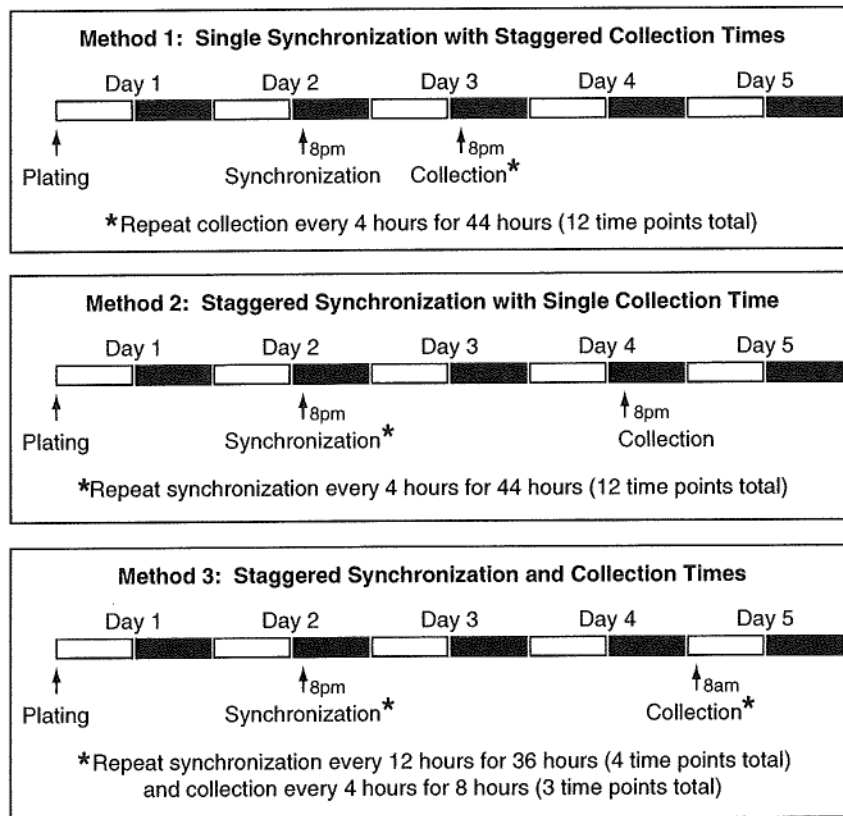 Method 1: Single Synchronization with Staggered Collection Times
Day 1 Day 2 Day 3 Day 4 Day 5
8pm 8pm
Plating Synchronization Collection*
*Repeat collection every 4 hours for 44 hours (12 time points total)
Method 2: Staggered Synchronization with Single Collection Time
Day 1 Day 2 Day 3 Day 4 Day 5
8pm 8pm
Plating Synchronization* Collection
*Repeat synchronization every 4 hours for 44 hours (12 time points total)
Method 3: Staggered Synchronization and Collection Times
Day 1 Day 2 Day 3 Day 4 Day 5
8pm 8am
Plating Synchronization* Collection*
*Repeat synchronization every 12 hours for 36 hours (4 time points total)
and collection every 4 hours for 8 hours (3 time points total)